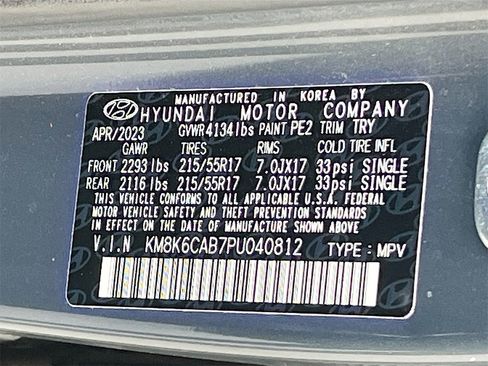 MANUFACTURED IN KOREA BY
HYUNDAI MOTOR COMPANY
APR/2023 GVWR 4134 lbs PAINT PE2 TRIM TRY
GAWR TIRES RIMS COLD TIRE INFL
FRONT 2293 lbs 215/55R17 7.0JX17 33psi SINGLE
REAR 2116 lbs 215/55R17 7.0JX17 33psi SINGLE
THIS VEHICLE CONFORMS TO ALL APPLICABLE U.S.A. FEDERAL
MOTOR VEHICLE SAFETY AND THEFT PREVENTION STANDARDS
IN EFFECT ON THE DATE OF MANUFACTURE SHOWN ABOVE.
V.I.N KM8K6CAB7PU040812 TYPE : MPV